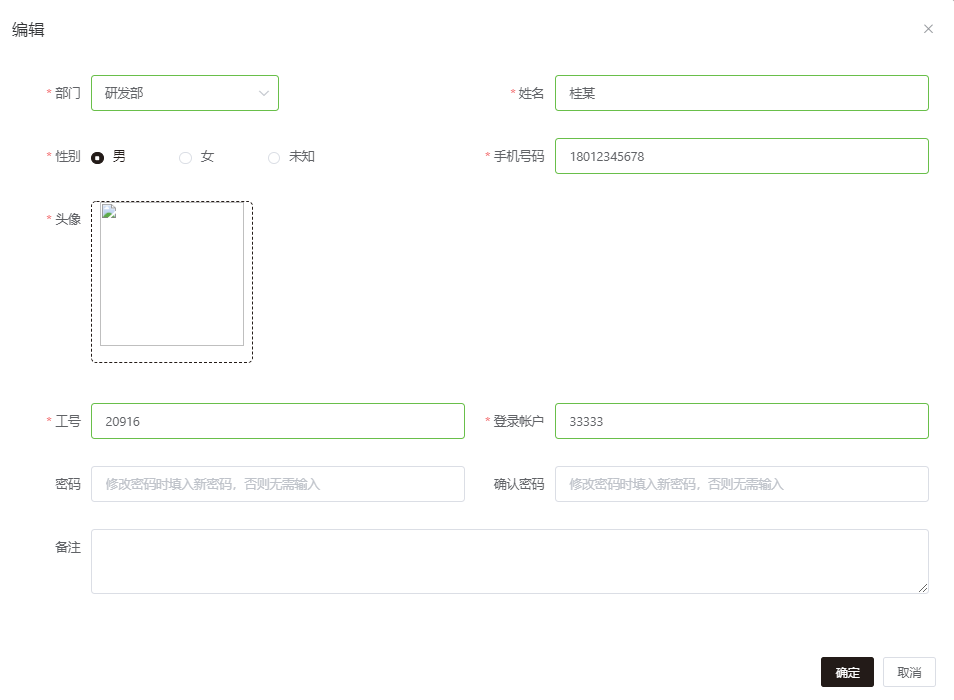 编辑
* 部门 研发部 * 姓名 桂某
* 性别 男 女 未知 * 手机号码 18012345678
* 头像
* 工号 20916 * 登录帐户 33333
密码 修改密码时填入新密码，否则无需输入 确认密码 修改密码时填入新密码，否则无需输入
备注
确定 取消